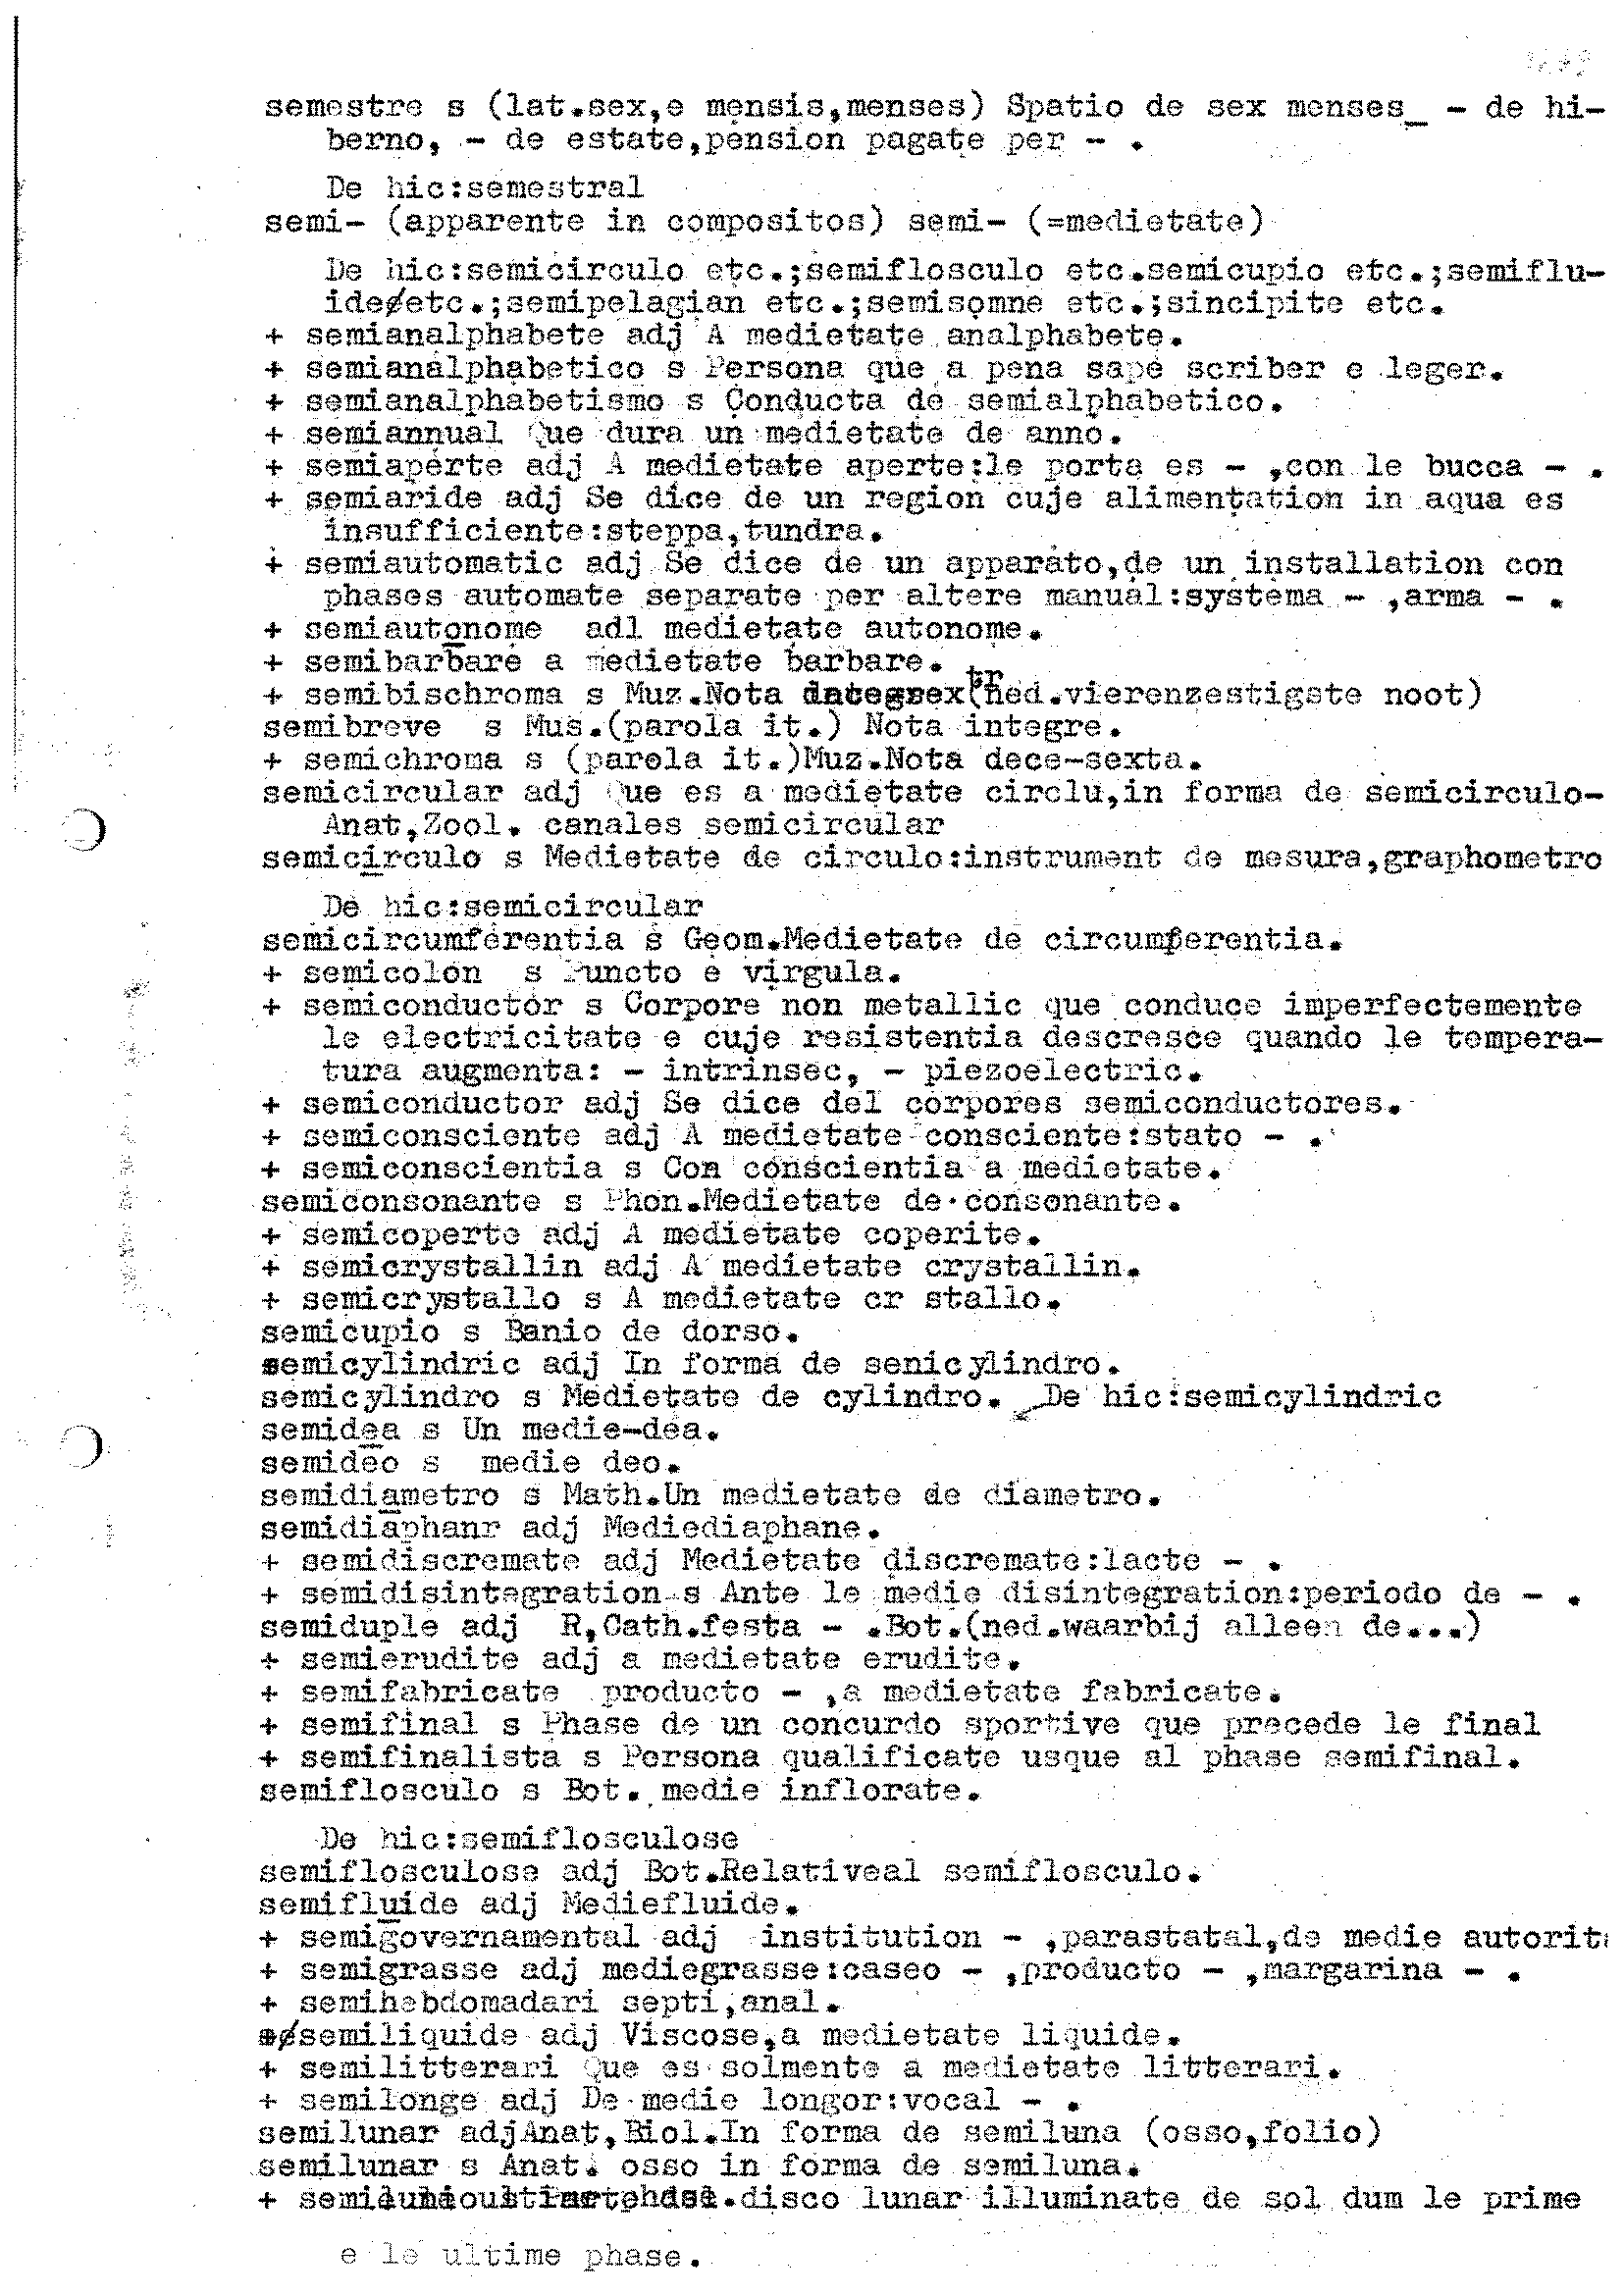 semestre s (lat.sex,e mensis,menses) Spatio de sex menses_ - de hi-
berno, - de estate,pension pagate per - .
De hic:semestral
semi- (apparente in compositos) semi- (=medietate)
De hic:semicirculo etc.;semiflosculo etc.semicupio etc.;semiflu-
ide/etc.;semipelagian etc.;semisomne etc.;sincipite etc.
+ semianalphabete adj A medietate analphabete.
+ semianalphabetico s Persona que a pena sape scriber e leger.
+ semianalphabetismo s Conducta de semialphabetico.
+ semiannual Que dura un medietate de anno.
+ semiaperte adj A medietate aperte:le porta es - ,con le bucca - .
+ semiaride adj Se dice de un region cuje alimentation in aqua es
insufficiente:steppa,tundra.
+ semiautomatic adj Se dice de un apparato,de un installation con
phases automate separate per altere manual:systema - ,arma - .
+ semiautonome  adl medietate autonome.
+ semibarbare a medietate barbare.
+ semibischroma s Muz.Nota (ned.vierenzestigste noot)
semibreve  s Mus.(parola it.) Nota integre.
+ semichroma s (parola it.)Muz.Nota dece-sexta.
semicircular adj Que es a medietate circlu,in forma de semicirculo-
Anat,Zool. canales semicircular
semicirculo s Medietate de circulo:instrument de mesura,graphometro
De hic:semicircular
semicircumferentia s Geom.Medietate de circumferentia.
+ semicolon  s Puncto e virgula.
+ semiconductor s Corpore non metallic que conduce imperfectemente
le electricitate e cuje resistentia descresce quando le tempera-
tura augmenta: - intrinsec, - piezoelectric.
+ semiconductor adj Se dice del corpores semiconductores.
+ semiconsciente adj A medietate consciente:stato - .
+ semiconscientia s Con conscientia a medietate.
semiconsonante s Phon.Medietate de consonante.
+ semicoperte adj A medietate coperite.
+ semicrystallin adj A medietate crystallin.
+ semicrystallo s A medietate cr stallo.
semicupio s Banio de dorso.
semicylindric adj In forma de senicylindro.
semicylindro s Medietate de cylindro. De hic:semicylindric
semidea s Un medie-dea.
semideo s  medie deo.
semidiametro s Math.Un medietate de diametro.
semidiaphanr adj Mediediaphane.
+ semidiscremate adj Medietate discremate:lacte - .
+ semidisintegration s Ante le medie disintegration:periodo de - .
semiduple adj  R,Cath.festa - .Bot.(ned.waarbij alleen de...)
+ semierudite adj a medietate erudite.
+ semifabricate  producto - ,a medietate fabricate.
+ semifinal s Phase de un concurdo sportive que precede le final
+ semifinalista s Persona qualificate usque al phase semifinal.
semiflosculo s Bot. medie inflorate.
De hic:semiflosculose
semiflosculose adj Bot.Relativeal semiflosculo.
semifluide adj Mediefluide.
+ semigovernamental adj  institution - ,parastatal,de medie autorit
+ semigrasse adj mediegrasse:caseo - ,producto - ,margarina - .
+ semihebdomadari septi,anal.
semiliquide adj Viscose,a medietate liquide.
+ semilitterari Que es solmente a medietate litterari.
+ semilonge adj De medie longor:vocal - .
semilunar adjAnat,Biol.In forma de semiluna (osso,folio)
semilunar s Anat. osso in forma de semiluna.
+ disco lunar illuminate de sol dum le prime
e le ultime phase.